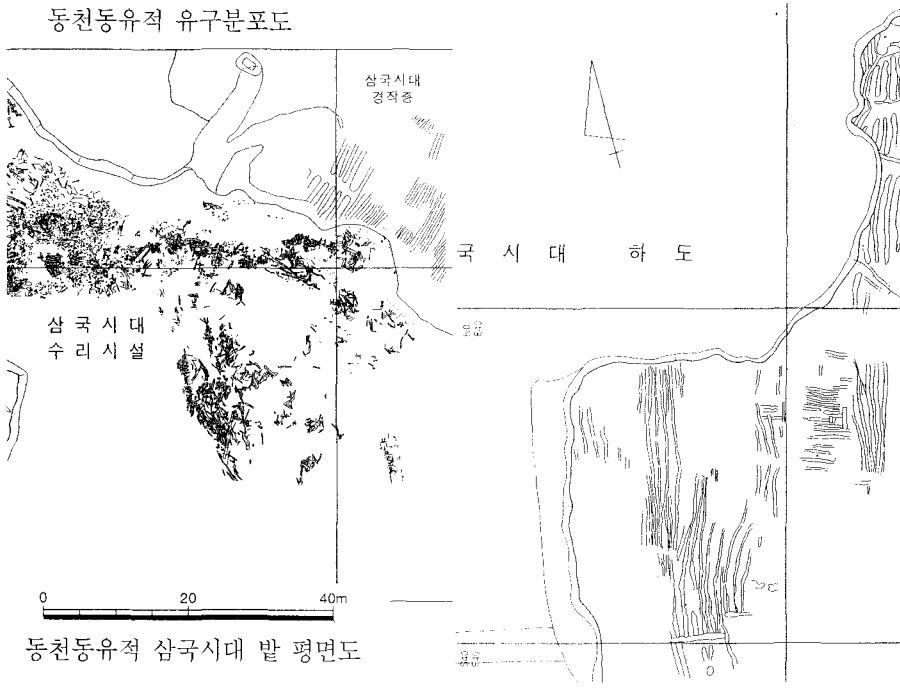 동천동유적 유구분포도
삼국시대
경작층
국 시 대 하 도
삼 국 시 대
수 리 시 설
0 20 40m
동천동유적 삼국시대 밭 평면도